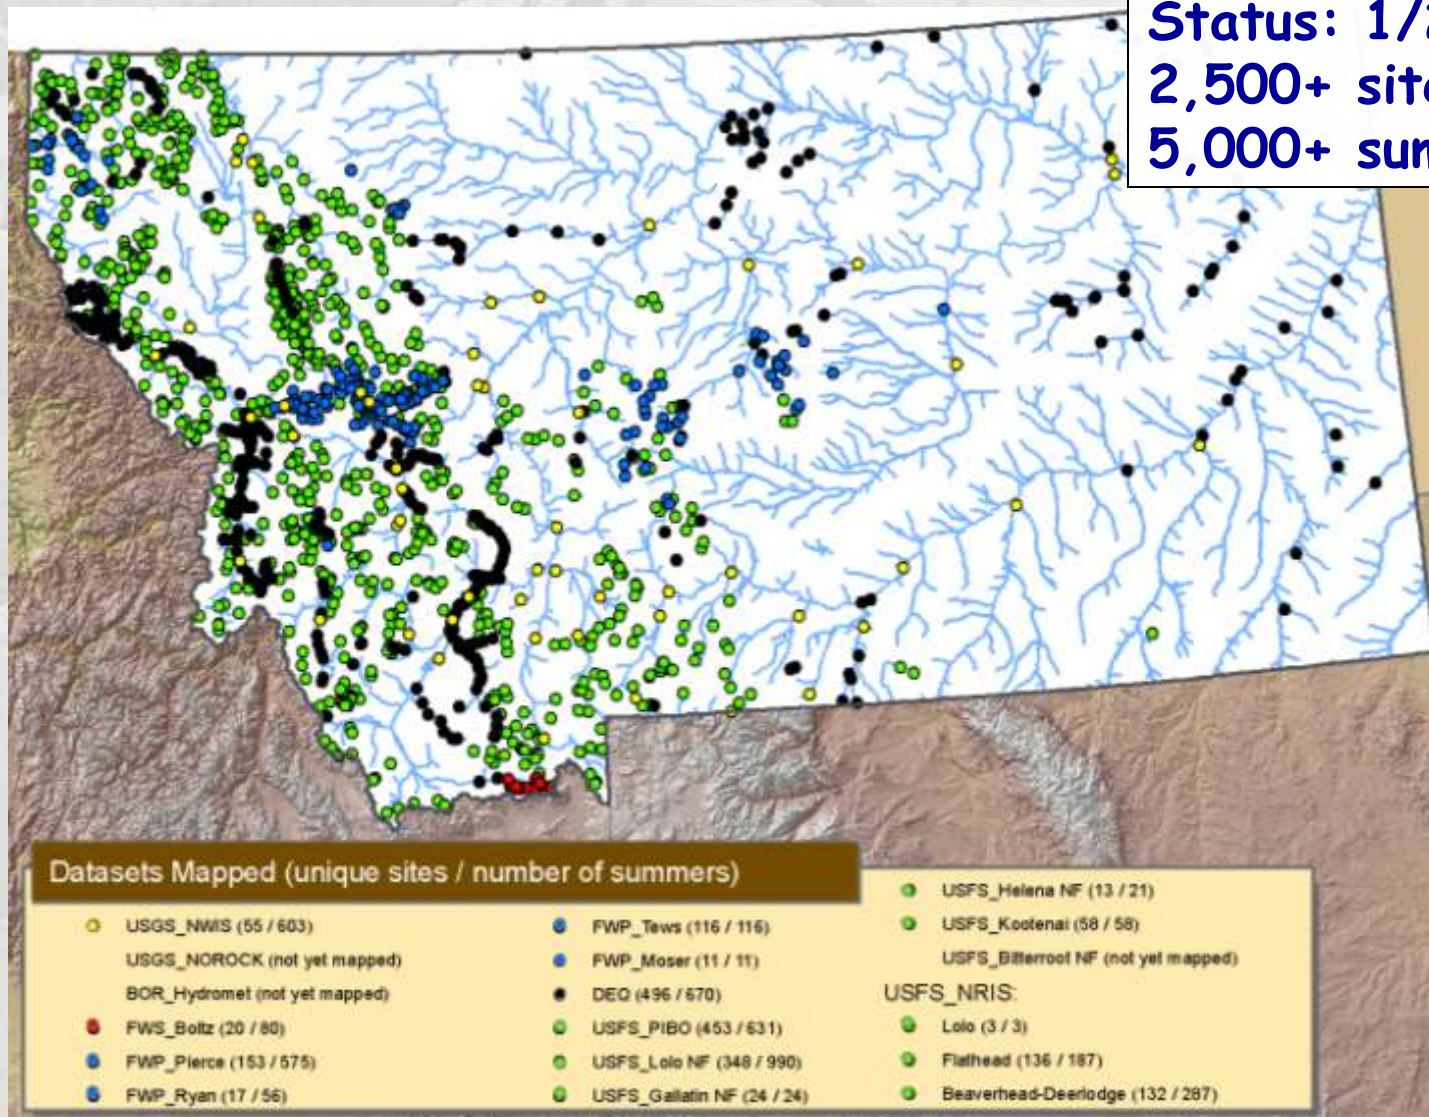 Status:
2,500+
5,000+
Datasets Mapped (unique sites / number of summers)
USGS_NWIS (55 / 603)
USGS_NOROCK (not yet mapped)
BOR_Hydromet (not yet mapped)
FWS_Boltz (20 / 80)
FWP_Pierce (153 / 575)
FWP_Ryan (17 / 56)
FWP_Tews (116 / 116)
FWP_Moser (11 / 11)
DEQ (496 / 670)
USFS_PIBO (453 / 631)
USFS_Lolo NF (348 / 990)
USFS_Gallatin NF (24 / 24)
USFS_Helena NF (13 / 21)
USFS_Kootenai (58 / 58)
USFS_Bitterroot NF (not yet mapped)
USFS_NRIS:
Lolo (3 / 3)
Flathead (136 / 187)
Beaverhead-Deerlodge (132 / 287)